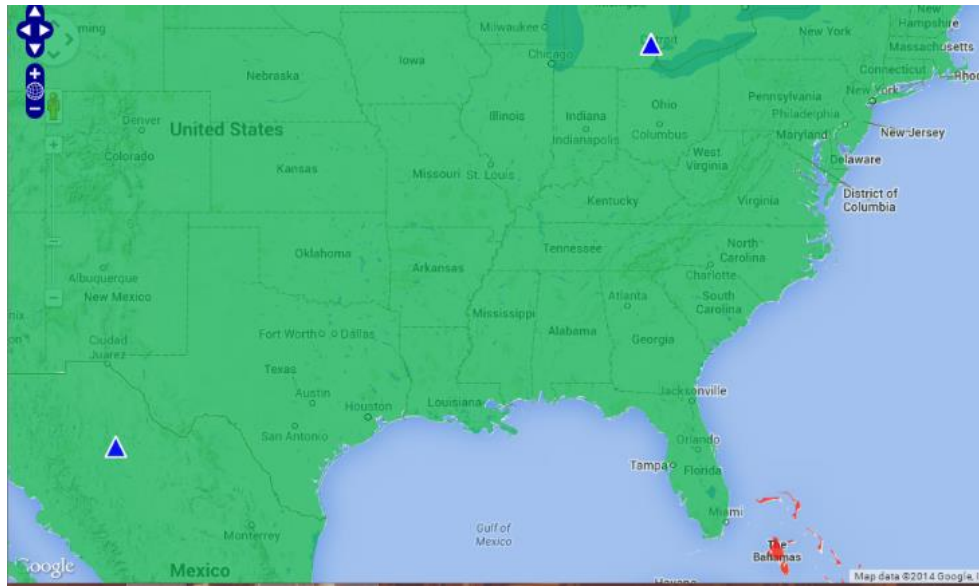 New
Hampshire
Milwaukee
Detroit
New York
Massachusetts
Chicago
Iowa
Connecticut
Rhod
Nebraska
New York
Pennsylvania
Philadelphia
Illinois
Indiana
Ohio
Indianapolis
Columbus
Maryland
New Jersey
Denver
United States
Colorado
Kansas
Missouri
St. Louis
West
Virginia
Delaware
District of
Columbia
Kentucky
Virginia
Oklahoma
Tennessee
North
Carolina
Albuquerque
Arkansas
Charlotte
New Mexico
Atlanta
South
Carolina
Mississippi
Alabama
Georgia
Ciudad
Juarez
Fort Worth
Dallas
Texas
Austin
Houston
Louisiana
Jacksonville
San Antonio
Orlando
Tampa
Florida
Miami
Monterrey
Gulf of
Mexico
The
Bahamas
Google
Mexico
Havana
Map data ©2014 Google